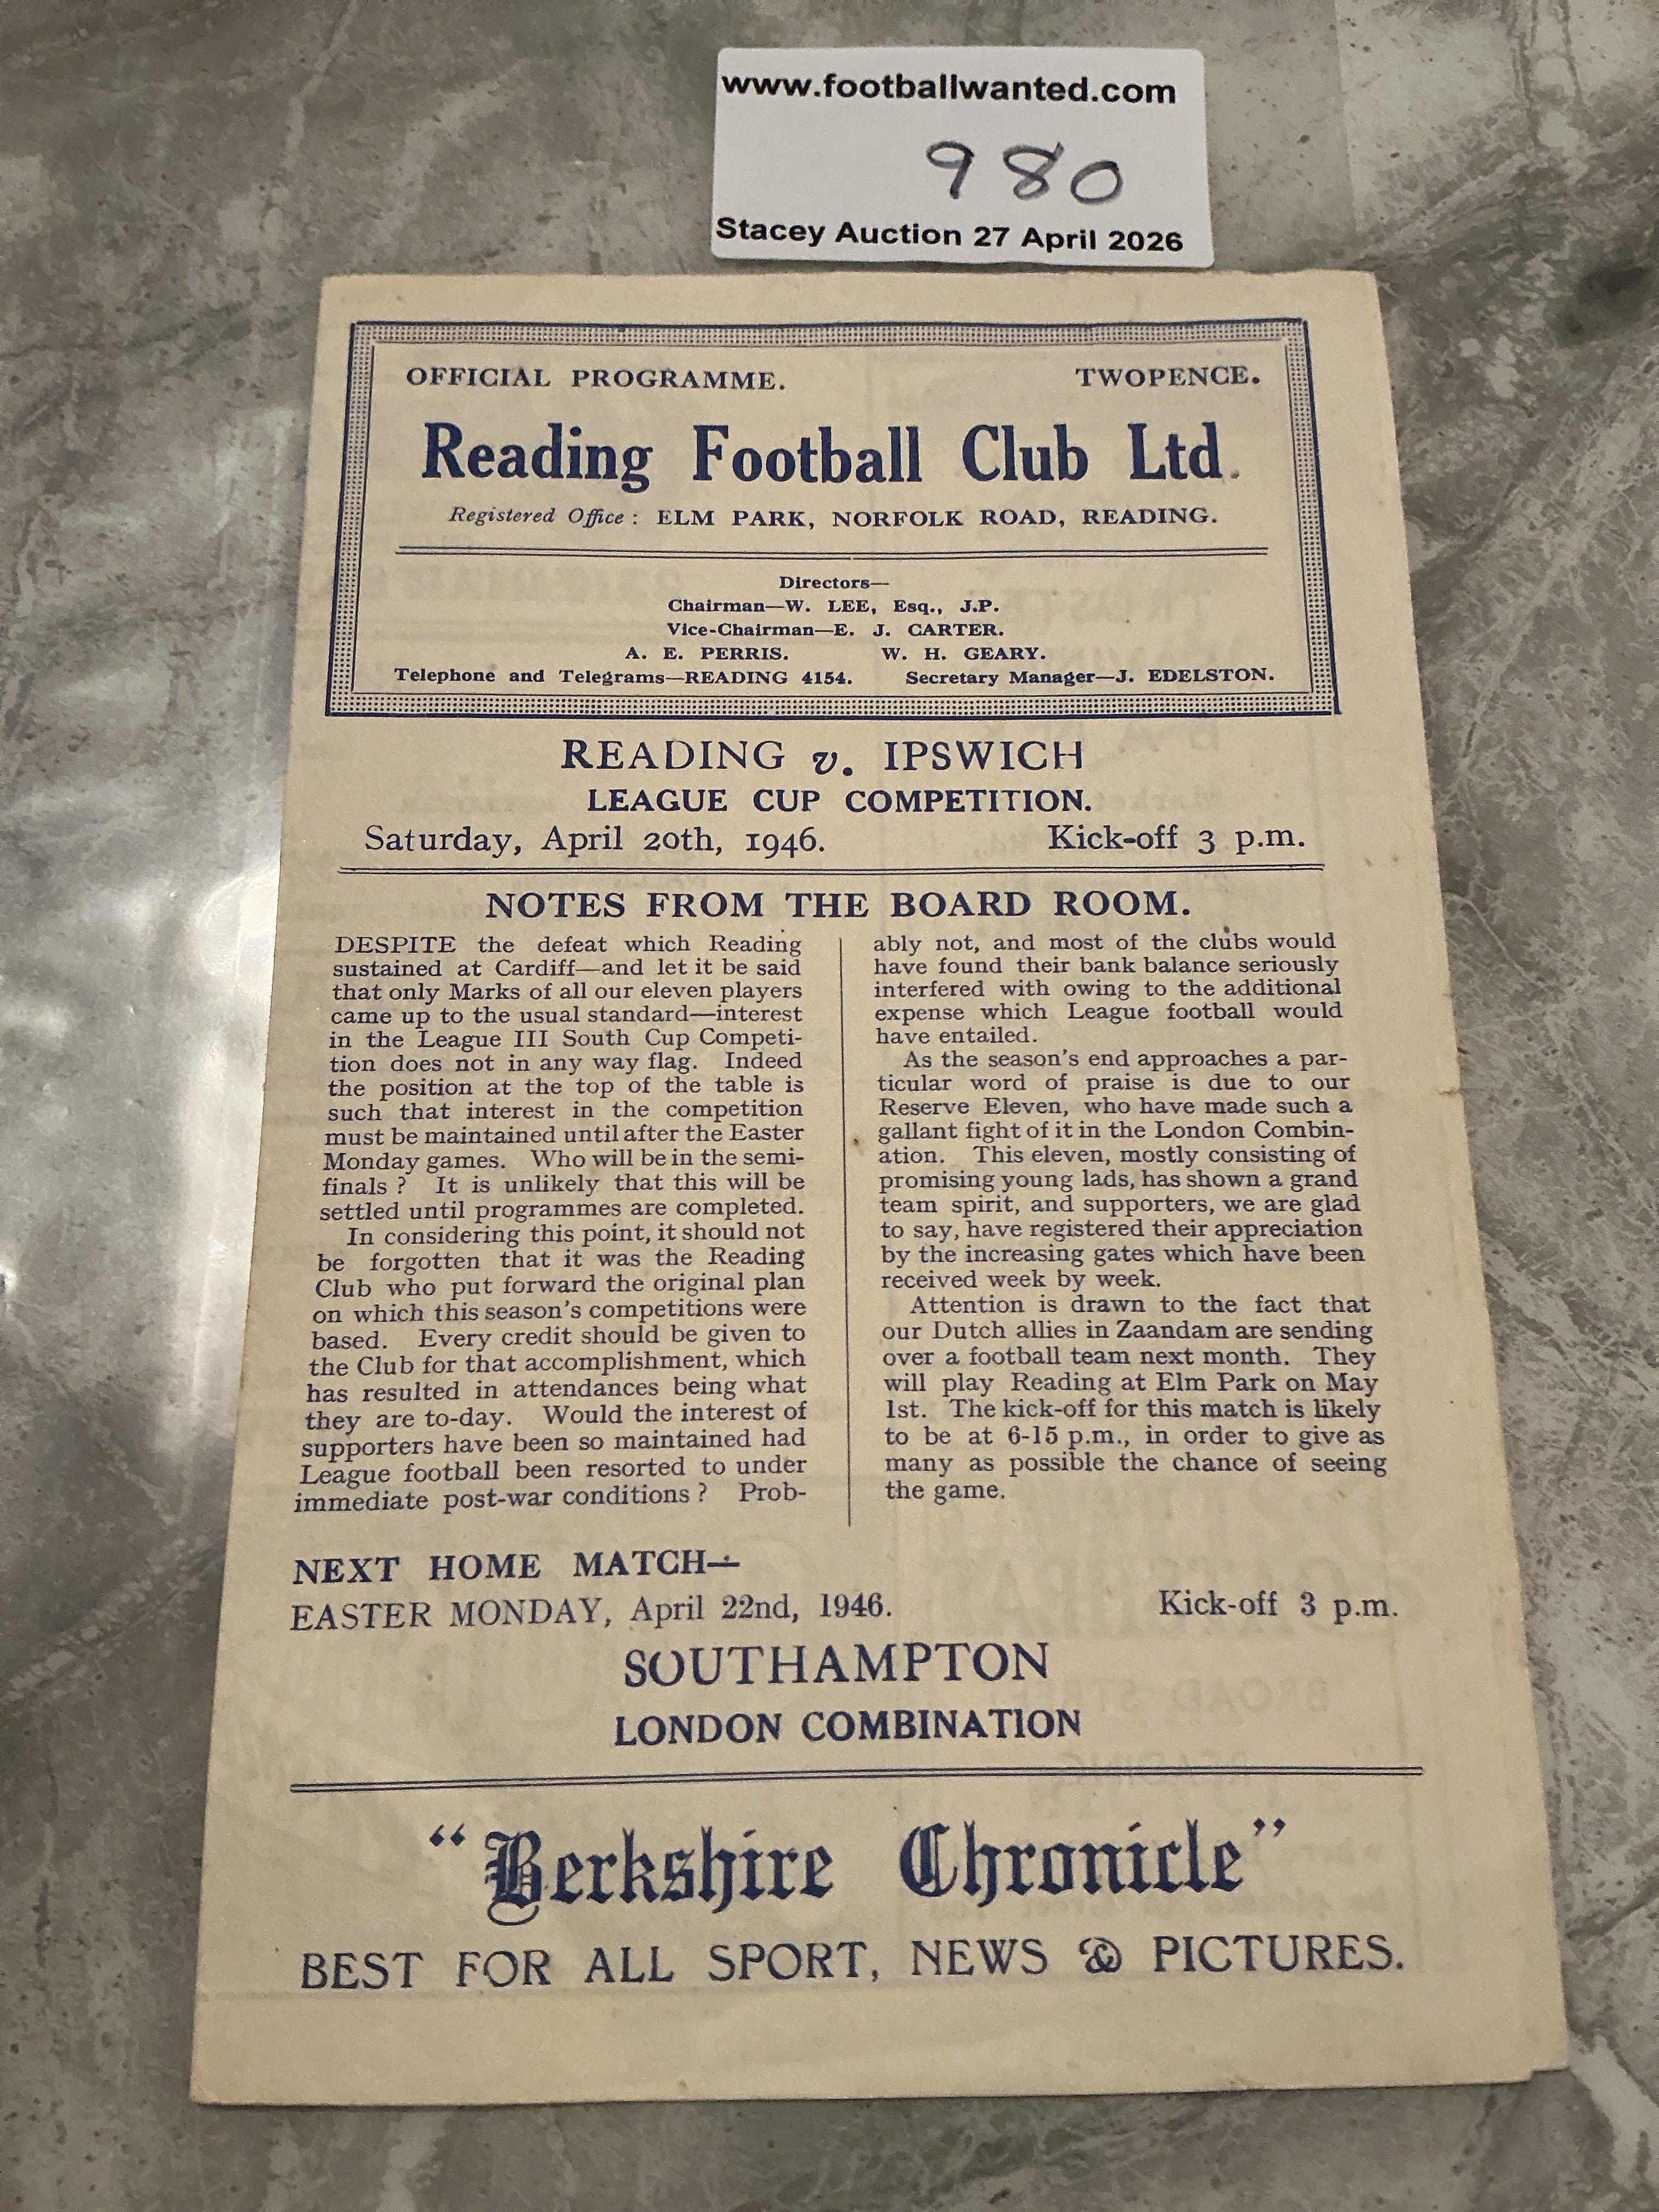 www.footballwanted.com
980
Stacey Auction 27 April 2026
OFFICIAL PROGRAMME. TWOPENCE.
Reading Football Club Ltd.
Registered Office: ELM PARK, NORFOLK ROAD, READING.
Directors—
Chairman—W. LEE, Esq., J.P.
Vice-Chairman—E. J. CARTER.
A. E. PERRIS. W. H. GEARY.
Telephone and Telegrams—READING 4154. Secretary Manager—J. EDELSTON.
READING v. IPSWICH
LEAGUE CUP COMPETITION.
Saturday, April 20th, 1946. Kick-off 3 p.m.
NOTES FROM THE BOARD ROOM.
DESPITE the defeat which Reading
sustained at Cardiff—and let it be said
that only Marks of all our eleven players
came up to the usual standard—interest
in the League III South Cup Competi-
tion does not in any way flag. Indeed
the position at the top of the table is
such that interest in the competition
must be maintained until after the Easter
Monday games. Who will be in the semi-
finals ? It is unlikely that this will be
settled until programmes are completed.
In considering this point, it should not
be forgotten that it was the Reading
Club who put forward the original plan
on which this season's competitions were
based. Every credit should be given to
the Club for that accomplishment, which
has resulted in attendances being what
they are to-day. Would the interest of
supporters have been so maintained had
League football been resorted to under
immediate post-war conditions ? Prob-
ably not, and most of the clubs would
have found their bank balance seriously
interfered with owing to the additional
expense which League football would
have entailed.
As the season's end approaches a par-
ticular word of praise is due to our
Reserve Eleven, who have made such a
gallant fight of it in the London Combin-
ation. This eleven, mostly consisting of
promising young lads, has shown a grand
team spirit, and supporters, we are glad
to say, have registered their appreciation
by the increasing gates which have been
received week by week.
Attention is drawn to the fact that
our Dutch allies in Zaandam are sending
over a football team next month. They
will play Reading at Elm Park on May
1st. The kick-off for this match is likely
to be at 6-15 p.m., in order to give as
many as possible the chance of seeing
the game.
NEXT HOME MATCH—
EASTER MONDAY, April 22nd, 1946. Kick-off 3 p.m.
SOUTHAMPTON
LONDON COMBINATION
"Berkshire Chronicle"
BEST FOR ALL SPORT, NEWS & PICTURES.